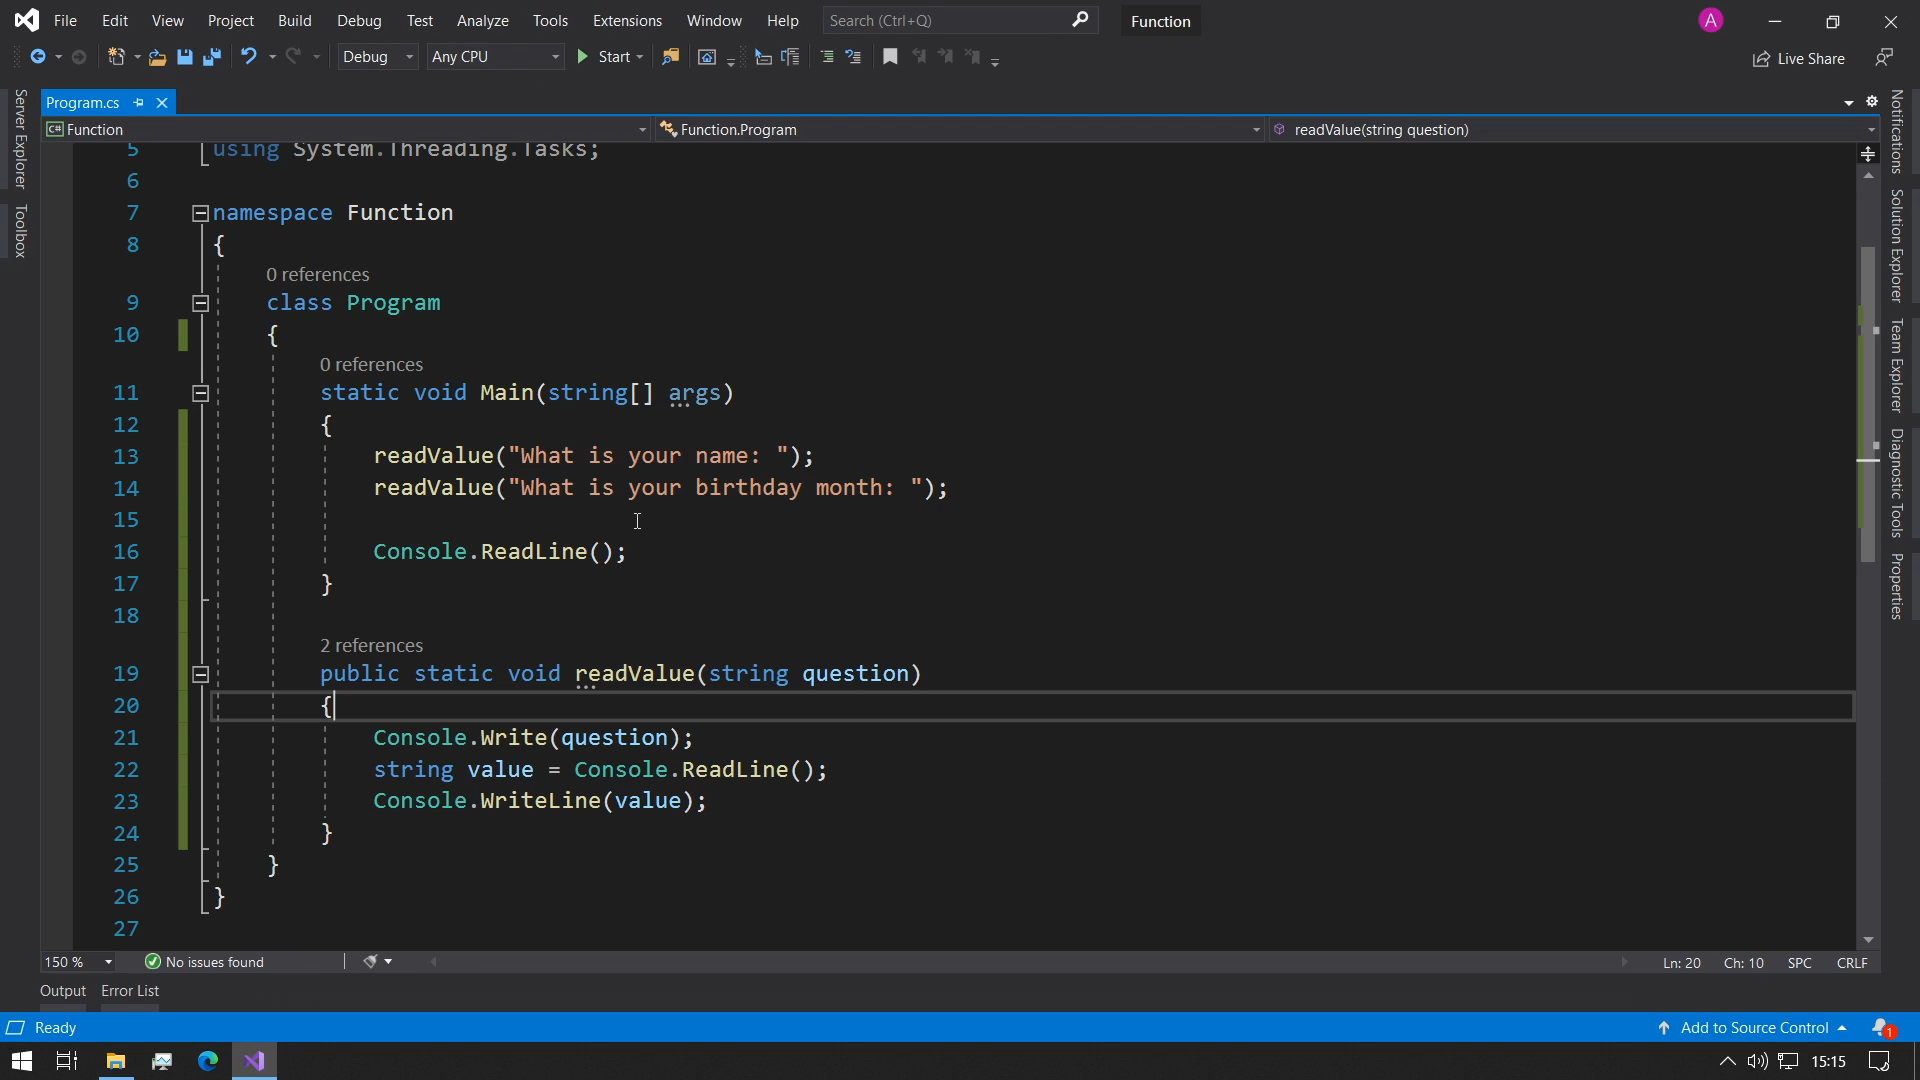 File Edit View Project Build Debug Test Analyze Tools Extensions Window Help Search (Ctrl+Q) Function A
Debug Any CPU Start Live Share
Program.cs
C# Function Function.Program readValue(string question)
Server Explorer
Toolbox
5 using System.Threading.Tasks;
6
7 namespace Function
8 {
0 references
9 class Program
10 {
0 references
11 static void Main(string[] args)
12 {
13 readValue("What is your name: ");
14 readValue("What is your birthday month: ");
15
16 Console.ReadLine();
17 }
18
2 references
19 public static void readValue(string question)
20 {
21 Console.Write(question);
22 string value = Console.ReadLine();
23 Console.WriteLine(value);
24 }
25 }
26 }
27
Notifications
Solution Explorer
Team Explorer
Diagnostic Tools
Properties
150 % No issues found Ln: 20 Ch: 10 SPC CRLF
Output Error List
Ready Add to Source Control 1
15:15